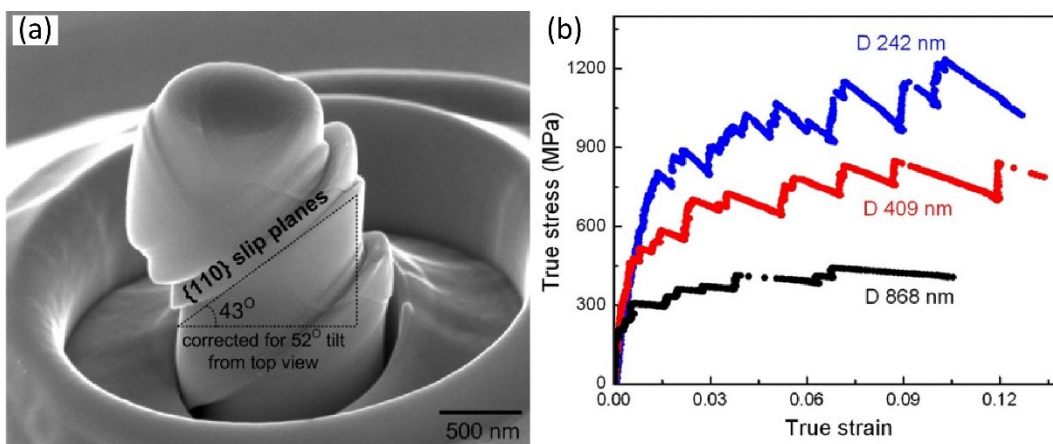 (a)
{110} slip planes
43°
corrected for 52° tilt
from top view
500 nm
(b)
True stress (MPa)
1200
900
600
300
0
D 242 nm
D 409 nm
D 868 nm
0.00 0.03 0.06 0.09 0.12
True strain